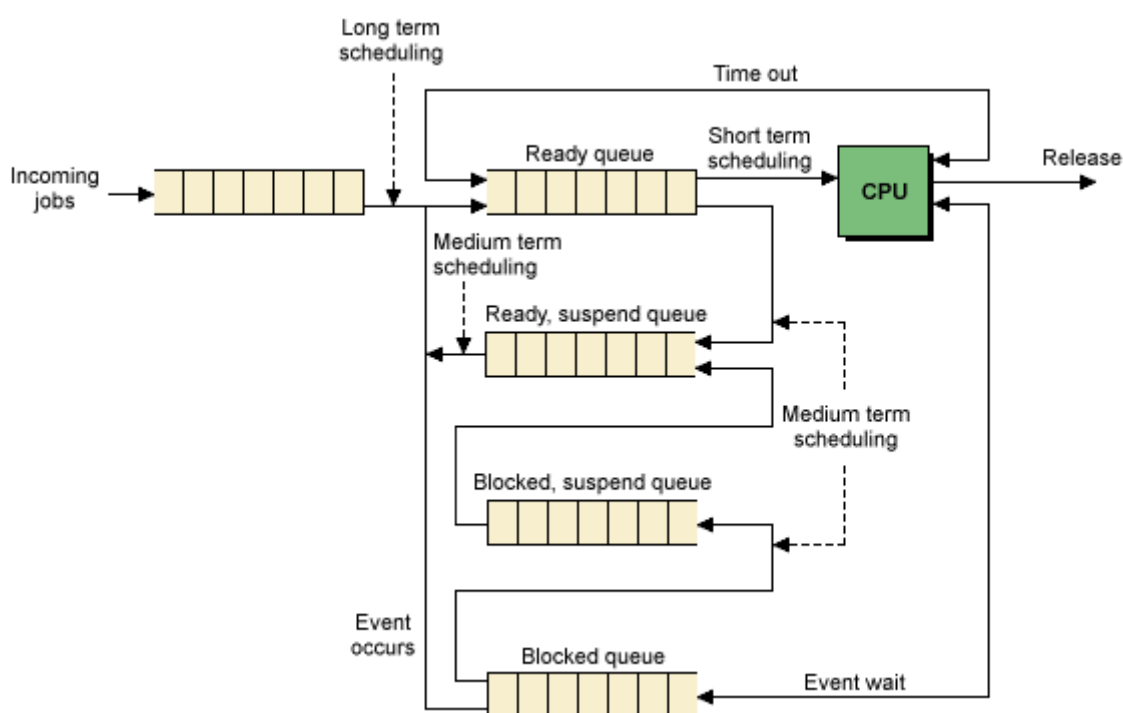 Long term
scheduling
Time out
Ready queue
Short term
scheduling
Release
Incoming
jobs
CPU
Medium term
scheduling
Ready, suspend queue
Medium term
scheduling
Blocked, suspend queue
Event
occurs
Blocked queue
Event wait